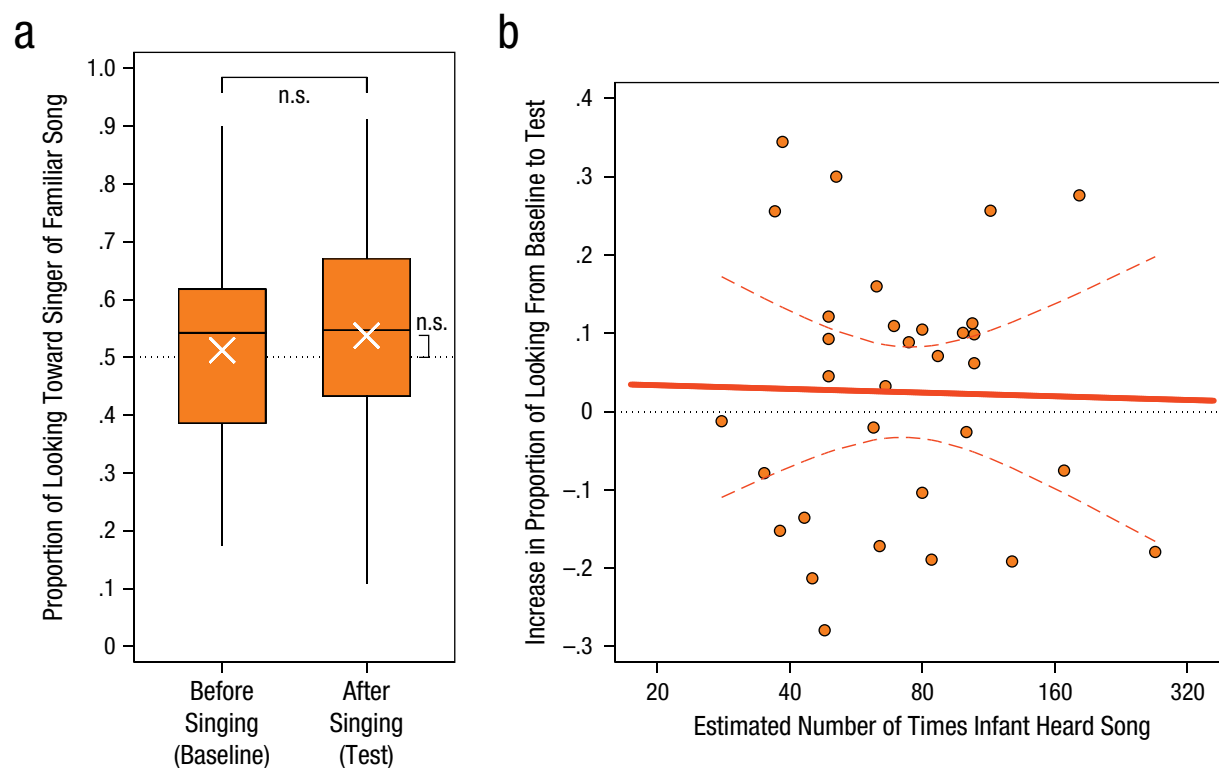 a
Proportion of Looking Toward Singer of Familiar Song
1.0
.9
.8
.7
.6
.5
.4
.3
.2
.1
0
n.s.
n.s.
Before
Singing
(Baseline)
After
Singing
(Test)
b
Increase in Proportion of Looking From Baseline to Test
.4
.3
.2
.1
0
–.1
–.2
–.3
20
40
80
160
320
Estimated Number of Times Infant Heard Song